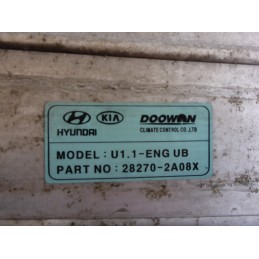 HYUNDAI KIA DOOWON
CLIMATE CONTROL CO.,LTD
MODEL : U1.1-ENG UB
PART NO : 28270-2A08X